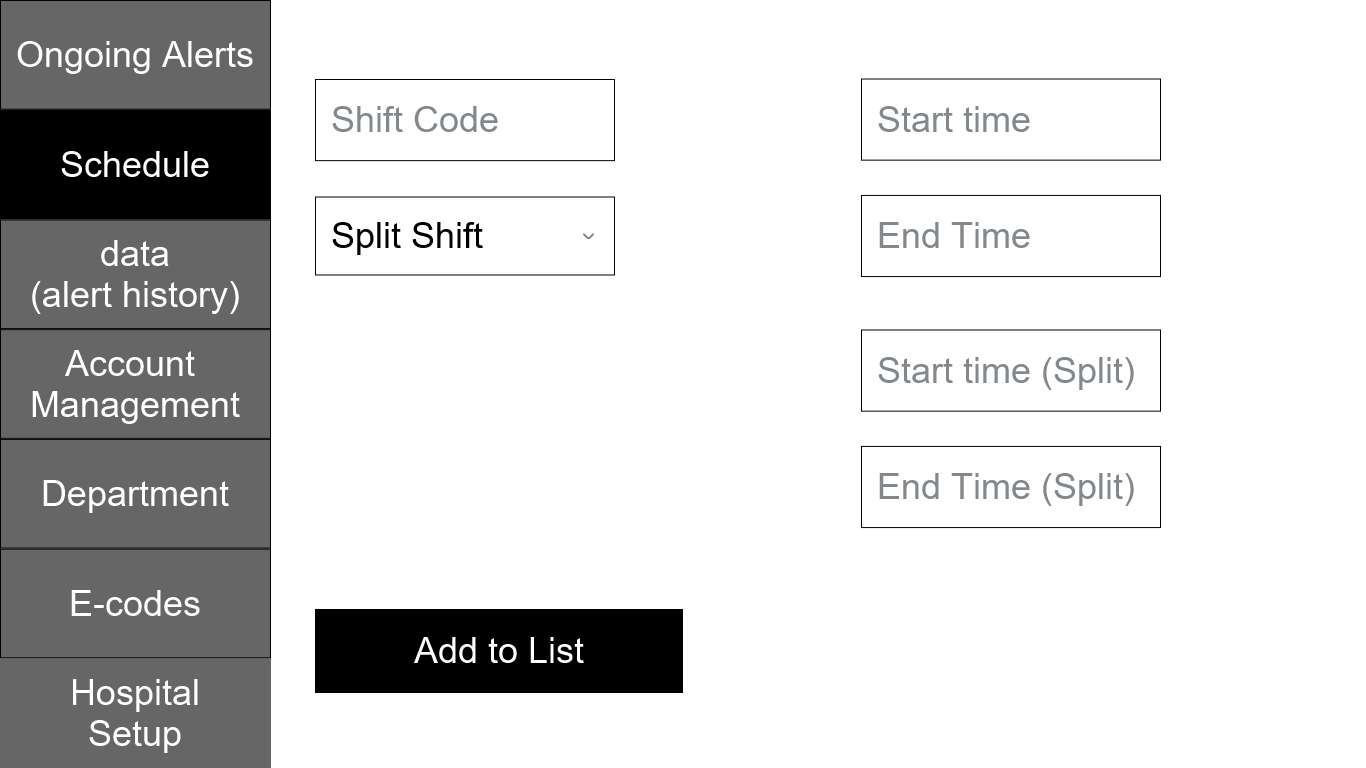 Ongoing Alerts
Schedule
data
(alert history)
Account
Management
Department
E-codes
Hospital
Setup
Shift Code
Split Shift
Start time
End Time
Start time (Split)
End Time (Split)
Add to List